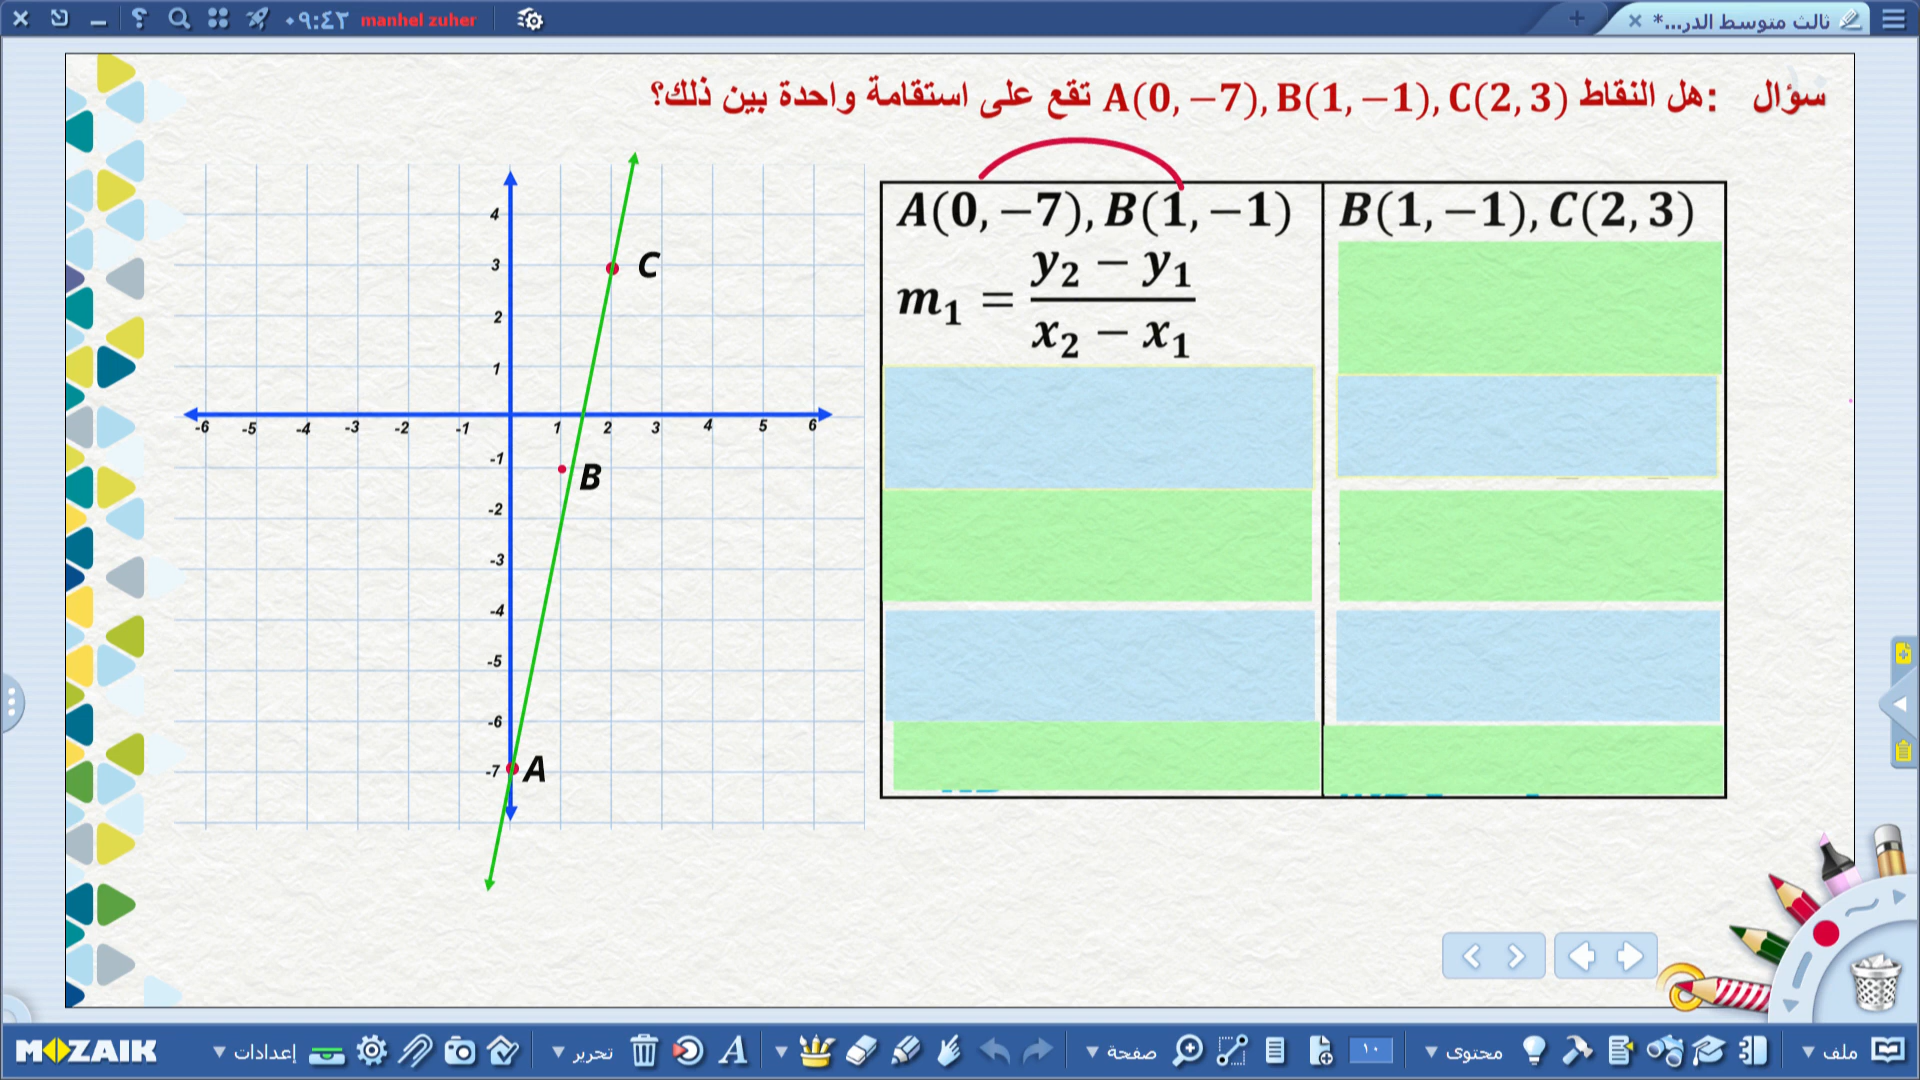 ٠٩:٤٢ manhel zuher
ثالث متوسط الدر...*
سؤال : هل النقاط A(0, −7), B(1, −1), C(2, 3) تقع على استقامة واحدة بين ذلك؟
A(0, −7), B(1, −1)
m₁ = (y₂ − y₁) / (x₂ − x₁)
B(1, −1), C(2, 3)
4
3
C
2
1
-6 -5 -4 -3 -2 -1 1 2 3 4 5 6
-1
B
-2
-3
-4
-5
-6
-7 A
MOZAIK
إعدادات
تحرير
A
صفحة
١٠
محتوى
ملف